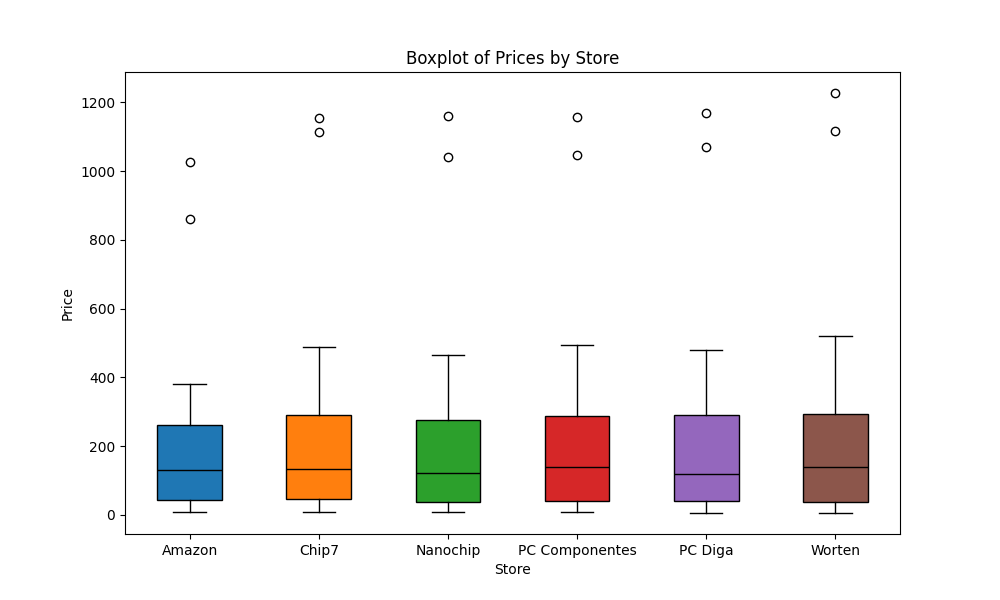 Boxplot of Prices by Store
Price
1200
1000
800
600
400
200
0
Amazon Chip7 Nanochip PC Componentes PC Diga Worten
Store